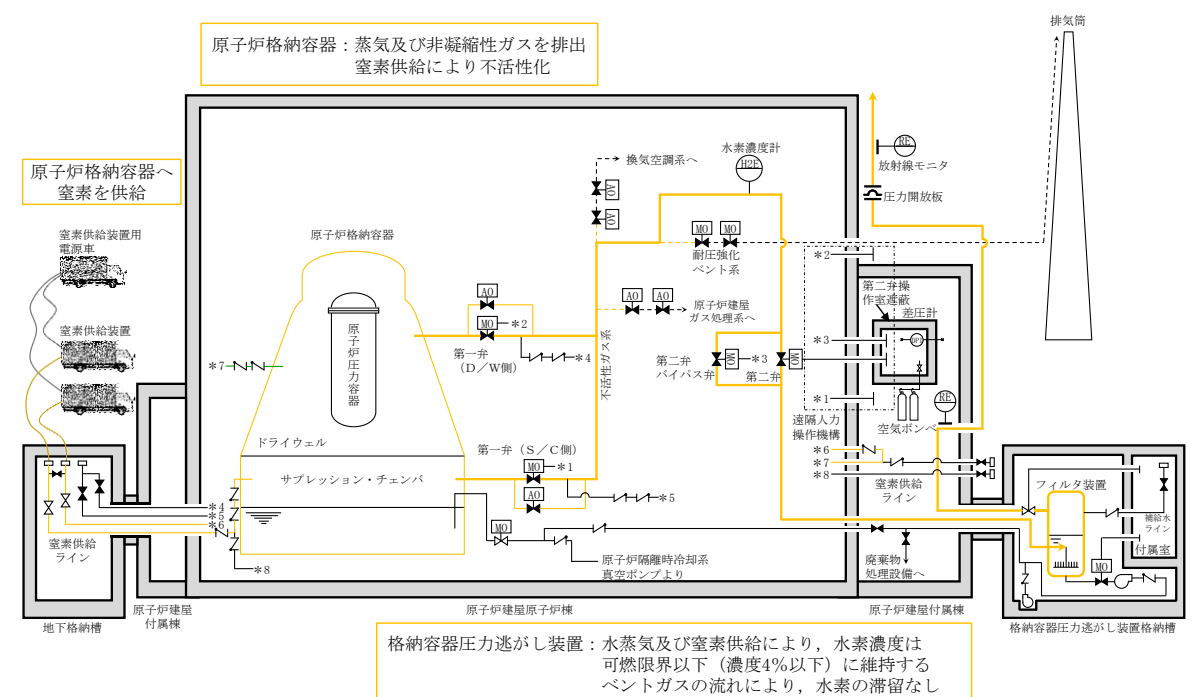 原子炉格納容器：蒸気及び非凝縮性ガスを排出
窒素供給により不活性化
排気筒
原子炉格納容器へ
窒素を供給
水素濃度計
H2E
換気空調系へ
AO
AO
RE
放射線モニタ
圧力開放板
窒素供給装置用
電源車
原子炉格納容器
MO
MO
耐圧強化
ベント系
＊2
第二弁操
作室遮蔽
差圧計
DPI
AO
MO
＊2
第一弁
（D／W側）
＊4
AO
AO
原子炉建屋
ガス処理系へ
不活性ガス系
原子炉圧力容器
窒素供給装置
＊7
第二弁
バイパス弁
MO
＊3
第二弁
MO
＊3
＊1
遠隔人力
操作機構
空気ボンベ
RE
ドライウェル
サプレッション・チェンバ
第一弁（S／C側）
MO
＊1
AO
＊5
＊6
＊7
＊8
窒素供給
ライン
フィルタ装置
補給水
ライン
付属室
MO
＊4
＊5
＊6
窒素供給
ライン
＊8
MO
原子炉隔離時冷却系
真空ポンプより
廃棄物
処理設備へ
地下格納槽
原子炉建屋
付属棟
原子炉建屋原子炉棟
原子炉建屋付属棟
格納容器圧力逃がし装置格納槽
格納容器圧力逃がし装置：水蒸気及び窒素供給により，水素濃度は
可燃限界以下（濃度4%以下）に維持する
ベントガスの流れにより，水素の滞留なし